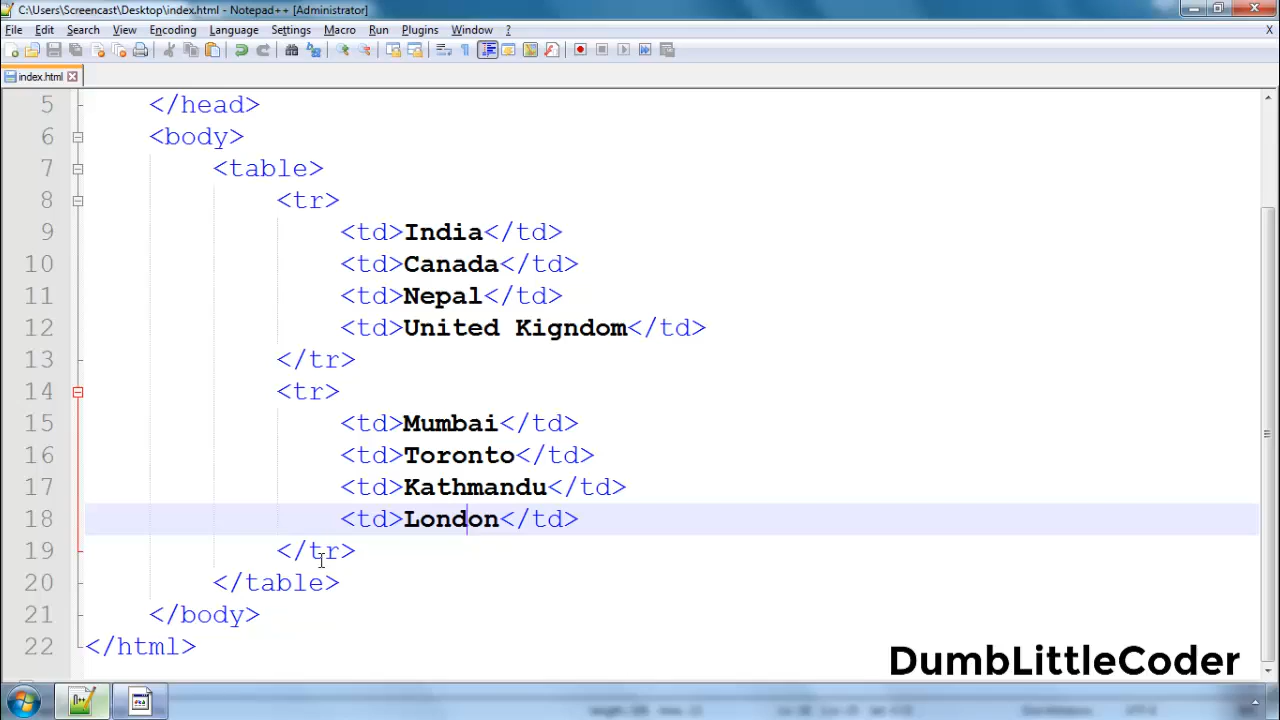 C:\Users\Screencast\Desktop\index.html - Notepad++ [Administrator]
File Edit Search View Encoding Language Settings Macro Run Plugins Window ? X
index.html
5 </head>
6 <body>
7 <table>
8 <tr>
9 <td>India</td>
10 <td>Canada</td>
11 <td>Nepal</td>
12 <td>United Kigndom</td>
13 </tr>
14 <tr>
15 <td>Mumbai</td>
16 <td>Toronto</td>
17 <td>Kathmandu</td>
18 <td>London</td>
19 </tr>
20 </table>
21 </body>
22 </html>
DumbLittleCoder